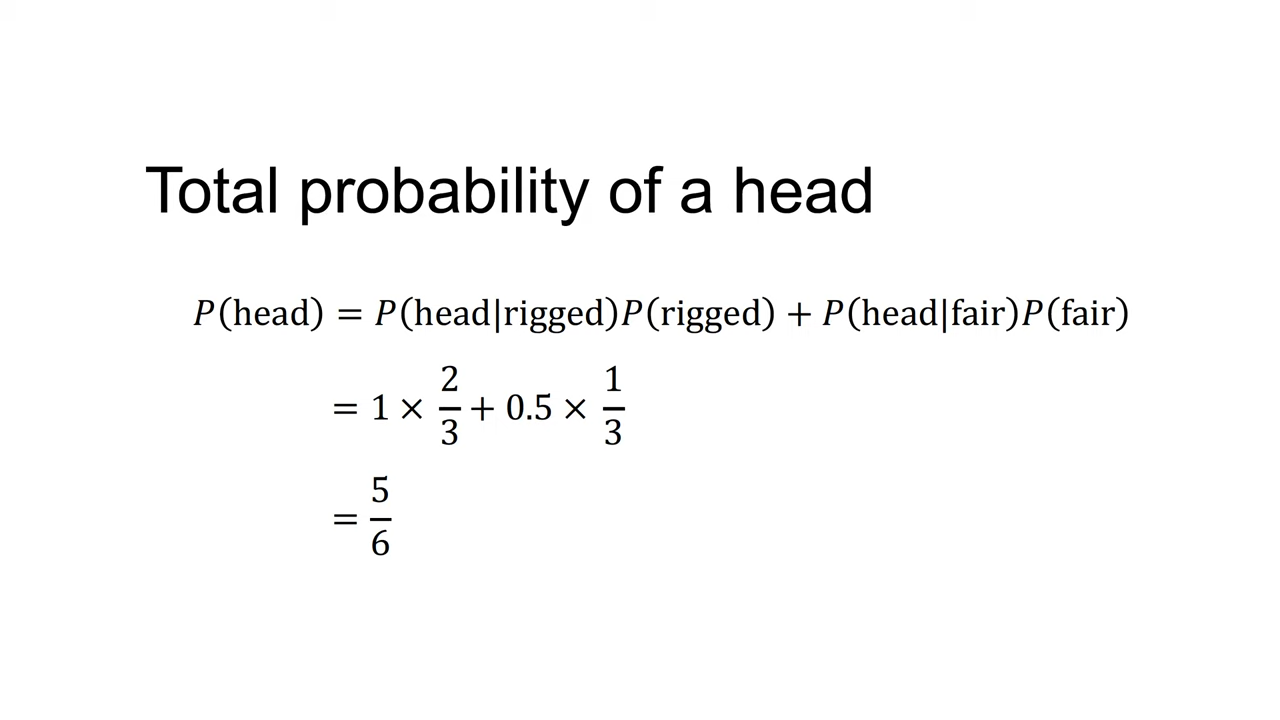 Total probability of a head
P(head) = P(head|rigged)P(rigged) + P(head|fair)P(fair)
= 1 × 2/3 + 0.5 × 1/3
= 5/6